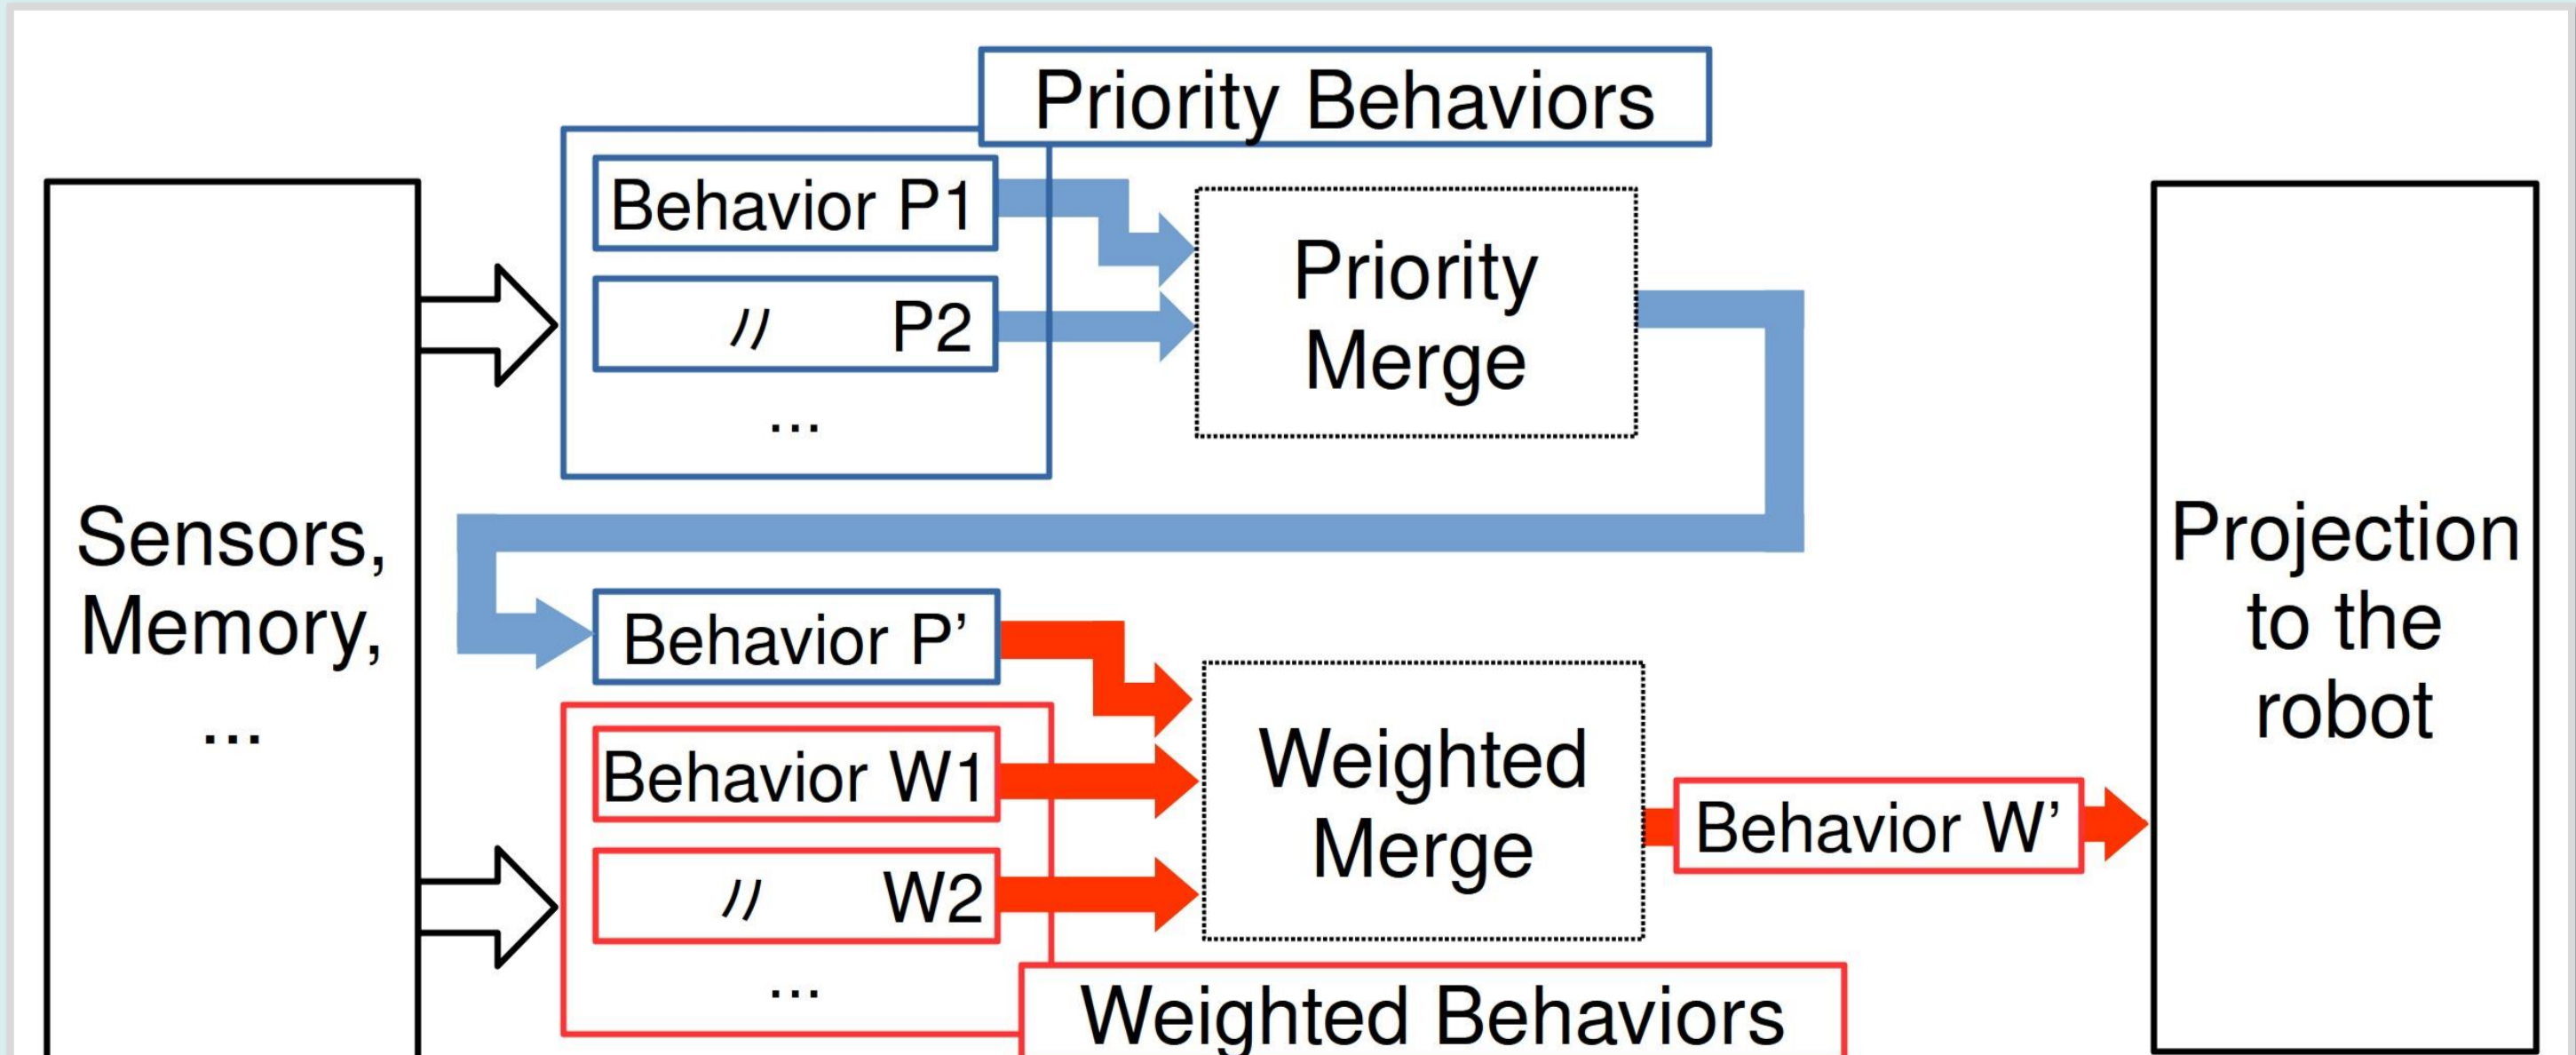 Priority Behaviors
Behavior P1
〃 P2
...
Priority
Merge
Sensors,
Memory,
...
Behavior P’
Behavior W1
〃 W2
...
Weighted
Merge
Behavior W’
Weighted Behaviors
Projection
to the
robot